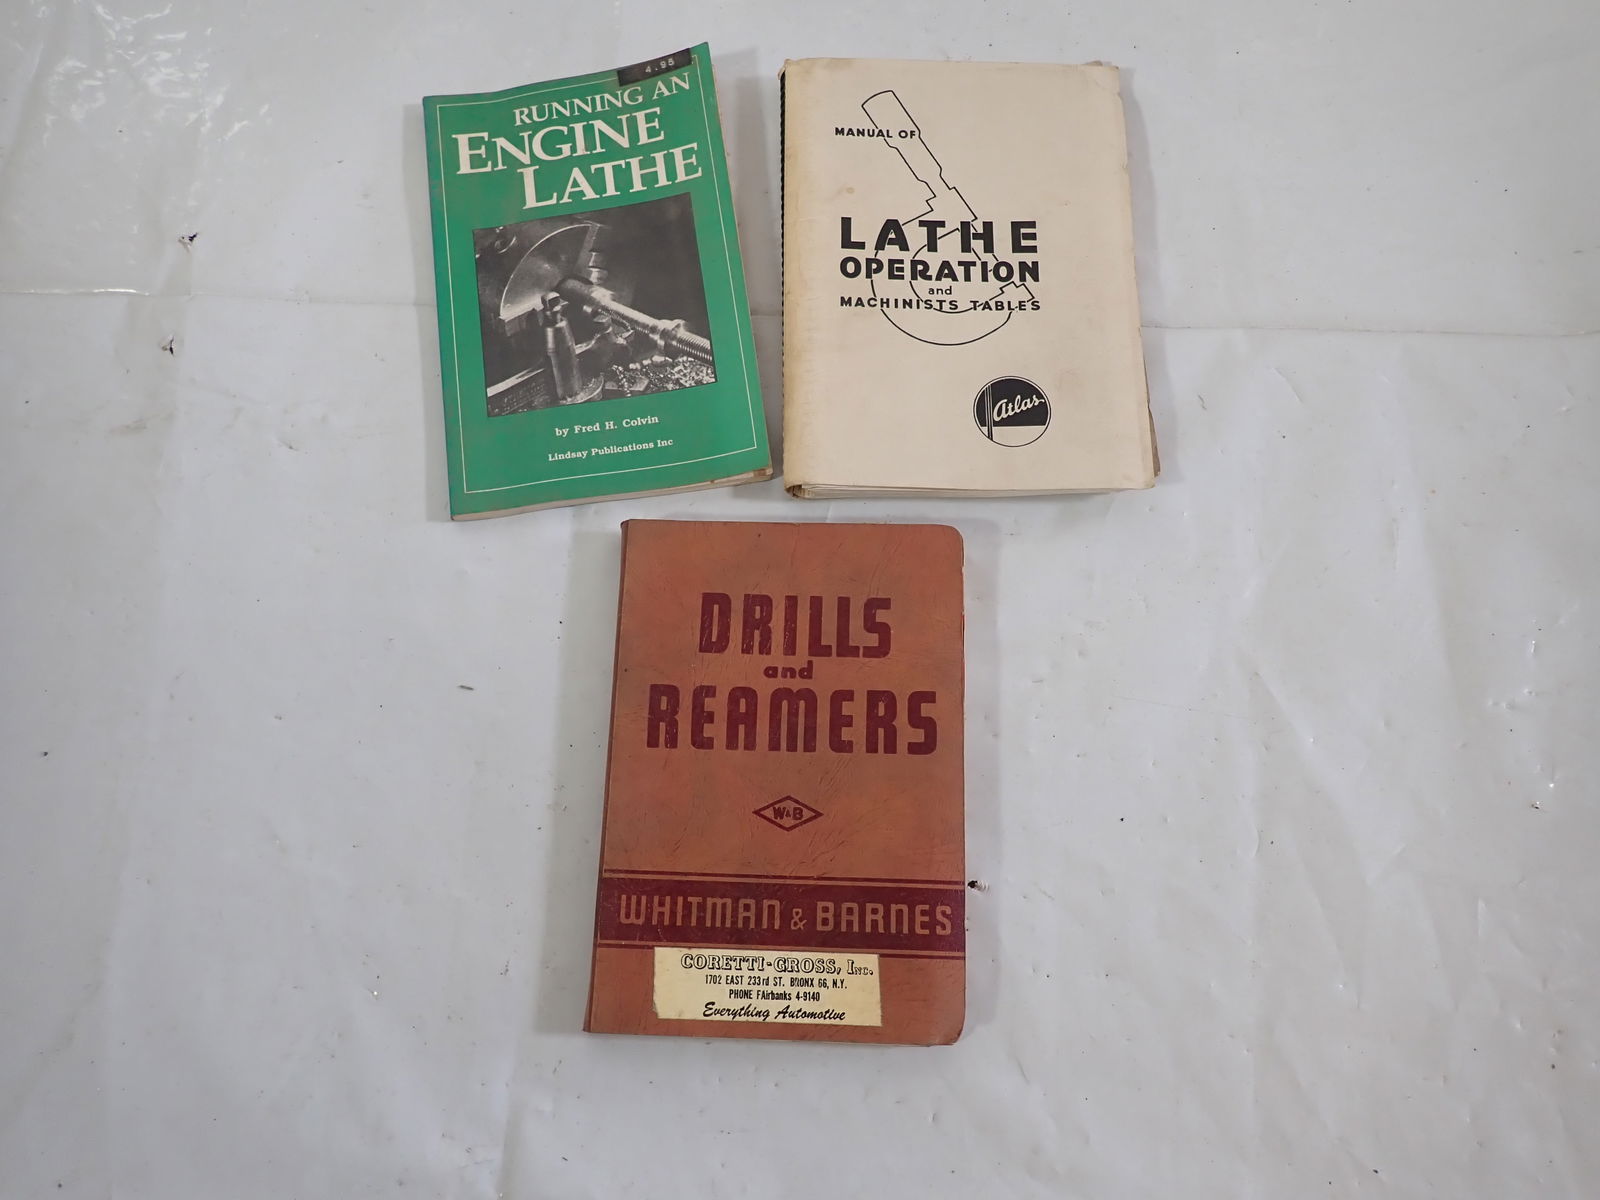 4.95
RUNNING AN
ENGINE
LATHE
by Fred H. Colvin
Lindsay Publications Inc
MANUAL OF
LATHE
OPERATION
and
MACHINISTS TABLES
Atlas
DRILLS
and
REAMERS
W&B
WHITMAN & BARNES
CORETTI-GROSS, INC.
1702 EAST 233rd ST. BRONX 66, N.Y.
PHONE FAirbanks 4-9140
Everything Automotive